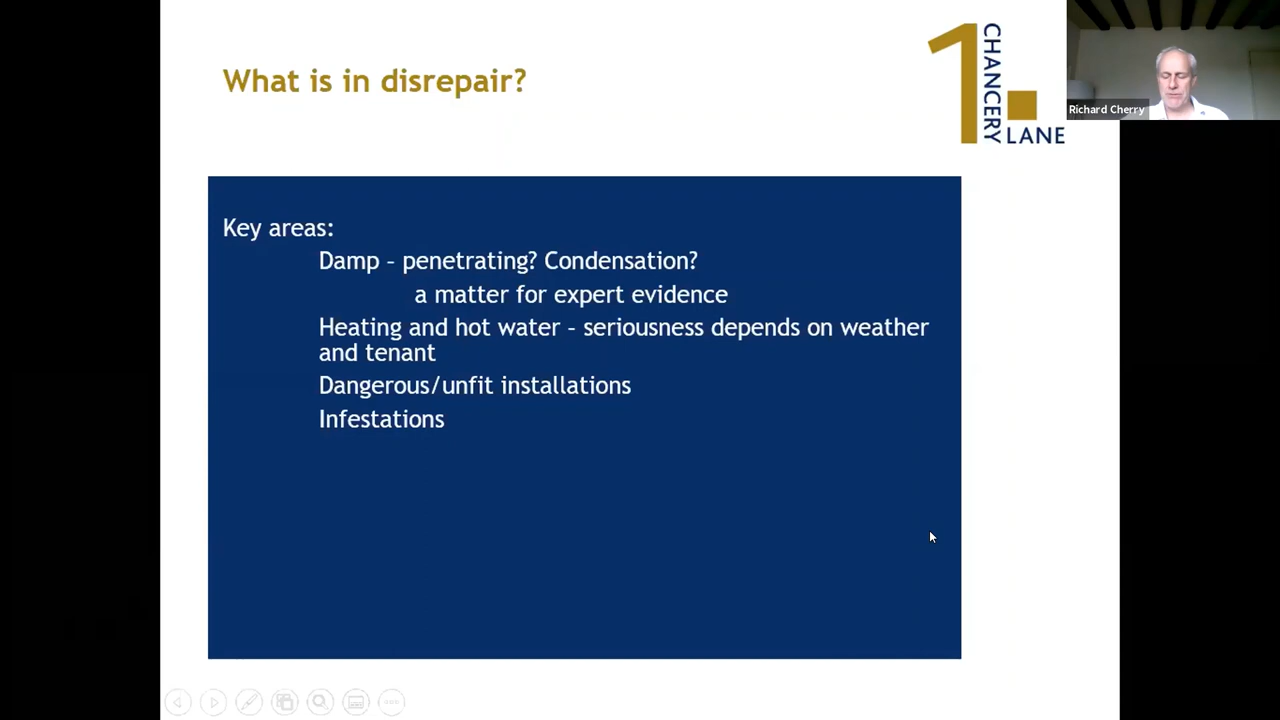 What is in disrepair?
1 CHANCERY LANE
Richard Cherry
Key areas:
Damp – penetrating? Condensation?
a matter for expert evidence
Heating and hot water – seriousness depends on weather
and tenant
Dangerous/unfit installations
Infestations